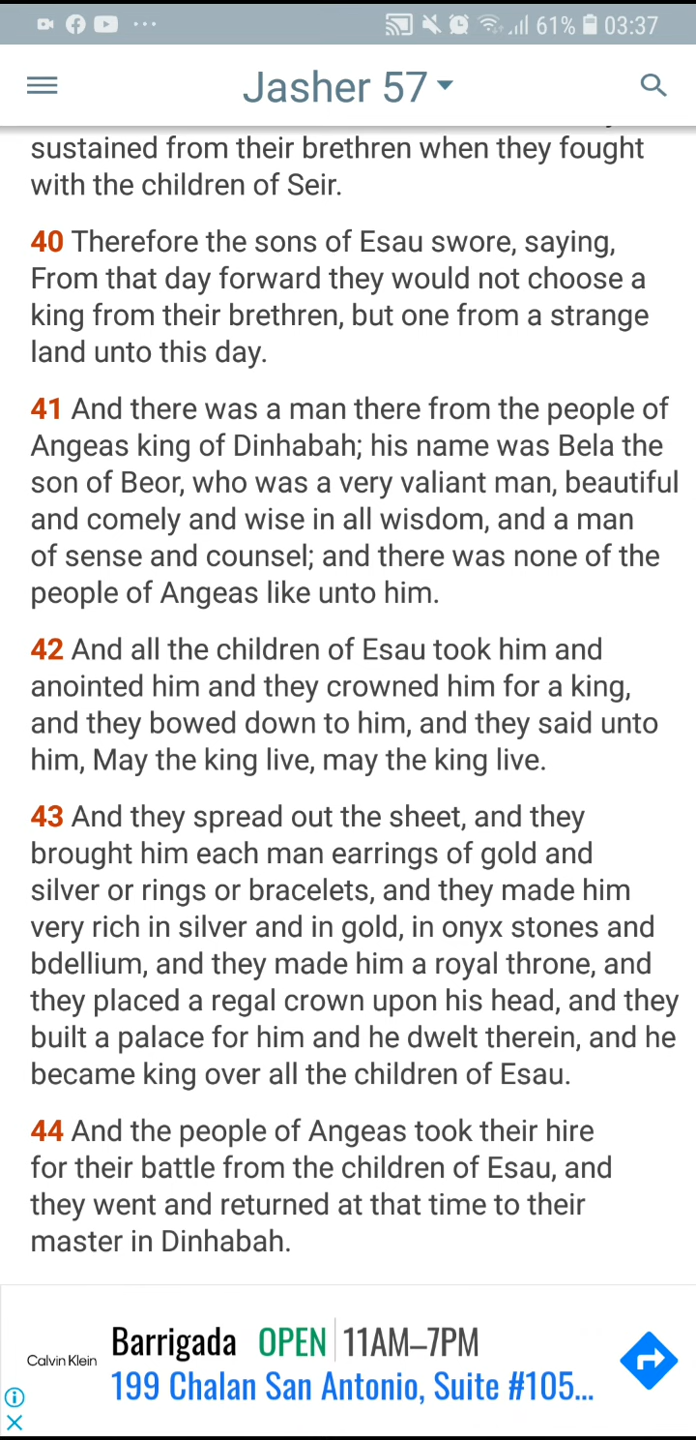 61% 03:37
Jasher 57
sustained from their brethren when they fought
with the children of Seir.
40 Therefore the sons of Esau swore, saying,
From that day forward they would not choose a
king from their brethren, but one from a strange
land unto this day.
41 And there was a man there from the people of
Angeas king of Dinhabah; his name was Bela the
son of Beor, who was a very valiant man, beautiful
and comely and wise in all wisdom, and a man
of sense and counsel; and there was none of the
people of Angeas like unto him.
42 And all the children of Esau took him and
anointed him and they crowned him for a king,
and they bowed down to him, and they said unto
him, May the king live, may the king live.
43 And they spread out the sheet, and they
brought him each man earrings of gold and
silver or rings or bracelets, and they made him
very rich in silver and in gold, in onyx stones and
bdellium, and they made him a royal throne, and
they placed a regal crown upon his head, and they
built a palace for him and he dwelt therein, and he
became king over all the children of Esau.
44 And the people of Angeas took their hire
for their battle from the children of Esau, and
they went and returned at that time to their
master in Dinhabah.
Barrigada OPEN 11AM–7PM
Calvin Klein
199 Chalan San Antonio, Suite #105...